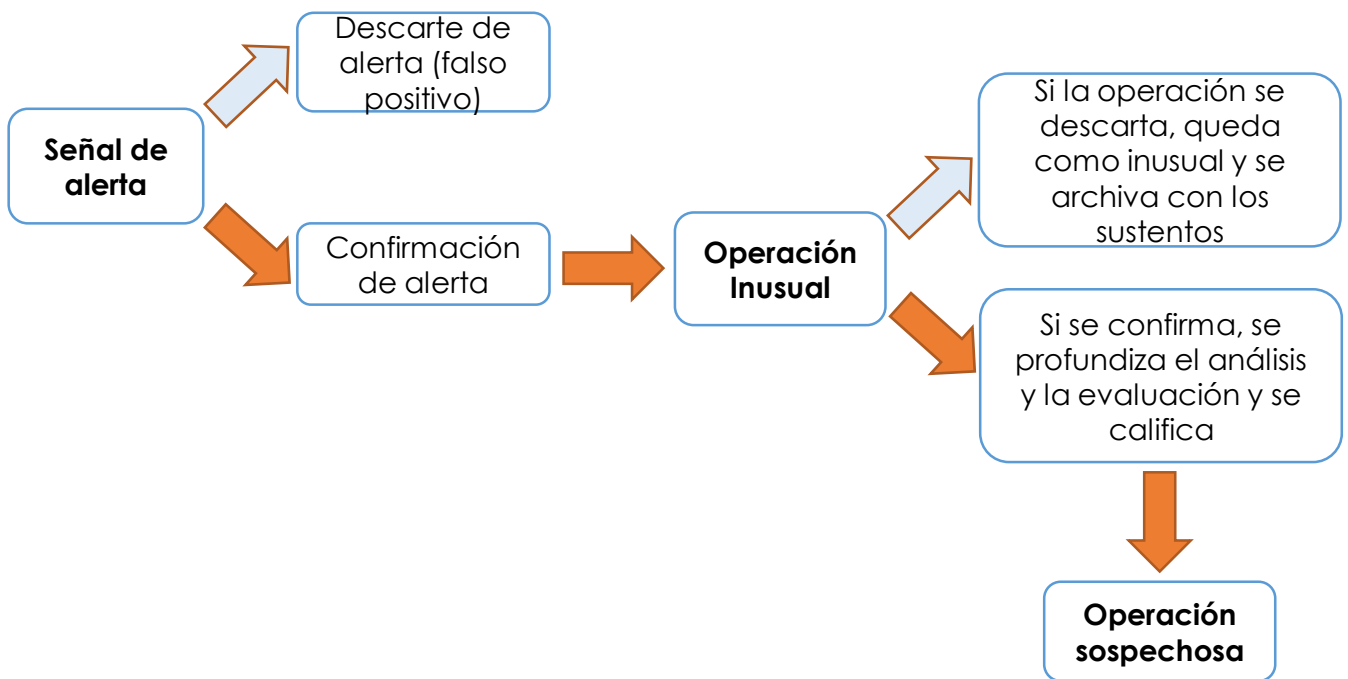 Descarte de
alerta (falso
positivo)
Señal de
alerta
Confirmación
de alerta
Operación
Inusual
Si la operación se
descarta, queda
como inusual y se
archiva con los
sustentos
Si se confirma, se
profundiza el análisis
y la evaluación y se
califica
Operación
sospechosa